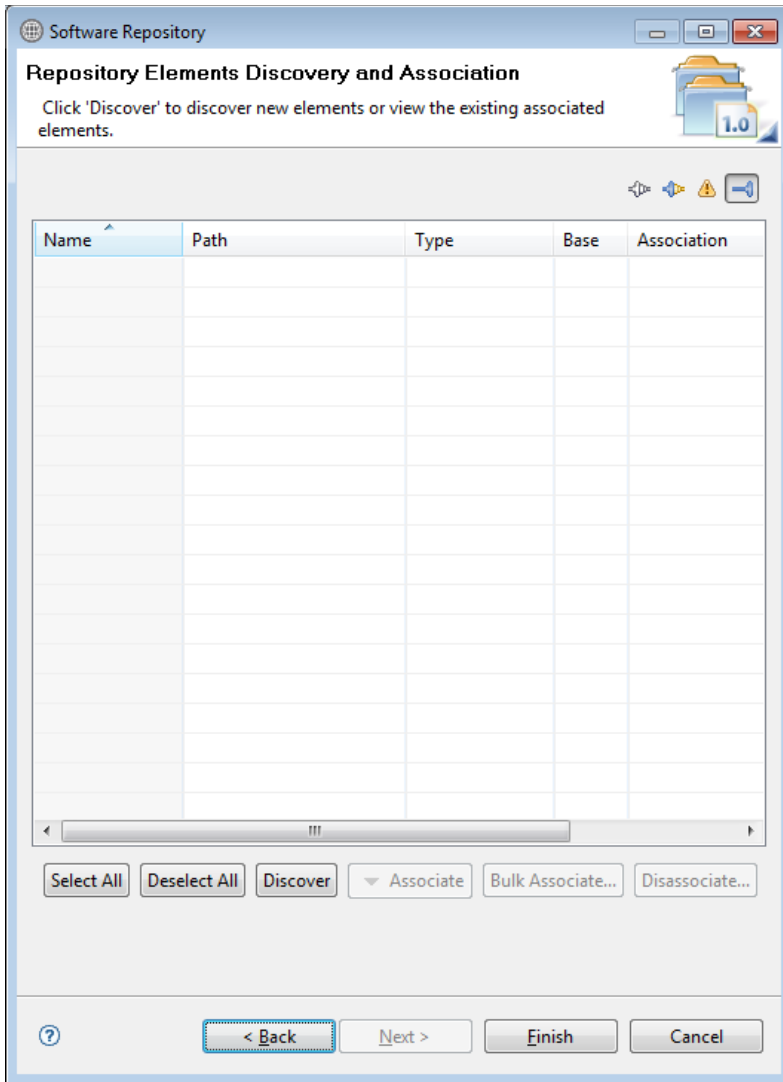 Software Repository
Repository Elements Discovery and Association
Click 'Discover' to discover new elements or view the existing associated
elements.
1.0
Name Path Type Base Association
Select All Deselect All Discover Associate Bulk Associate... Disassociate...
? < Back Next > Finish Cancel